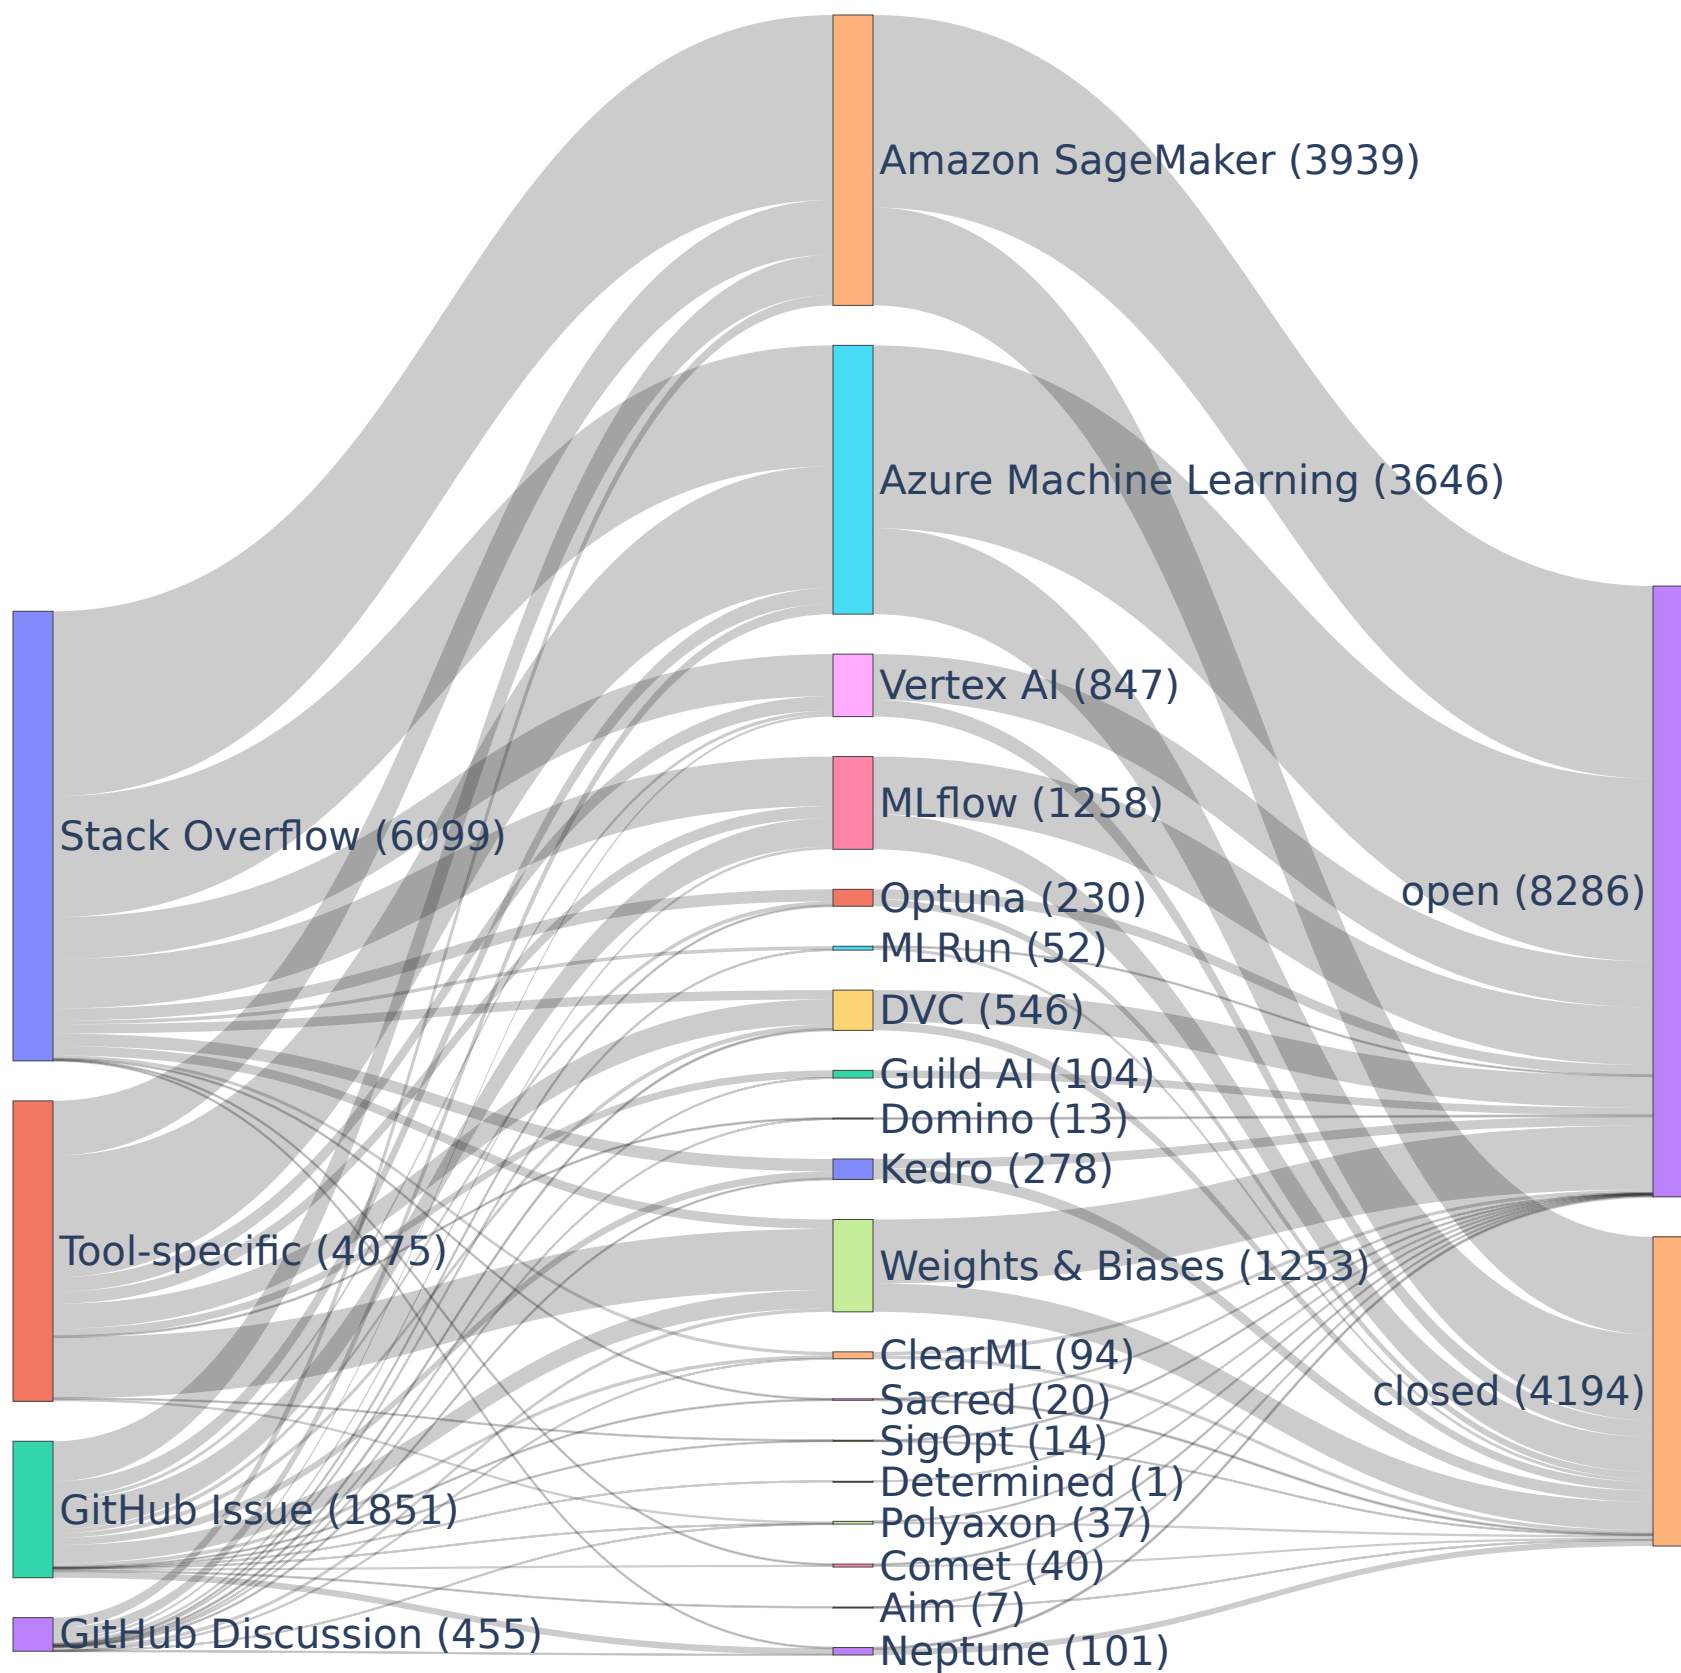 Stack Overflow (6099)
Tool-specific (4075)
GitHub Issue (1851)
GitHub Discussion (455)
Amazon SageMaker (3939)
Azure Machine Learning (3646)
Vertex AI (847)
MLflow (1258)
Optuna (230)
MLRun (52)
DVC (546)
Guild AI (104)
Domino (13)
Kedro (278)
Weights & Biases (1253)
ClearML (94)
Sacred (20)
SigOpt (14)
Determined (1)
Polyaxon (37)
Comet (40)
Aim (7)
Neptune (101)
open (8286)
closed (4194)